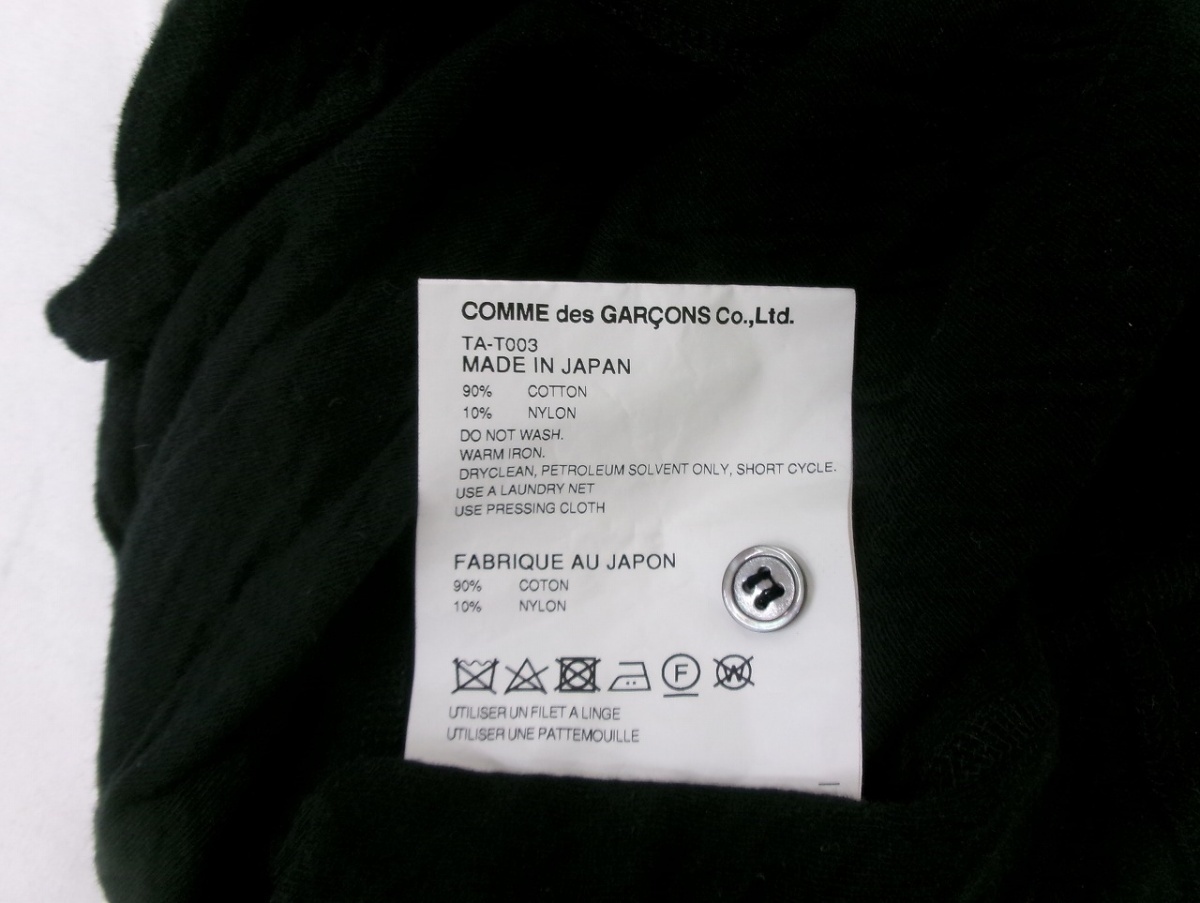 COMME des GARÇONS Co.,Ltd.
TA-T003
MADE IN JAPAN
90% COTTON
10% NYLON
DO NOT WASH.
WARM IRON.
DRYCLEAN, PETROLEUM SOLVENT ONLY, SHORT CYCLE.
USE A LAUNDRY NET
USE PRESSING CLOTH
FABRIQUE AU JAPON
90% COTON
10% NYLON
F W
UTILISER UN FILET A LINGE
UTILISER UNE PATTEMOUILLE